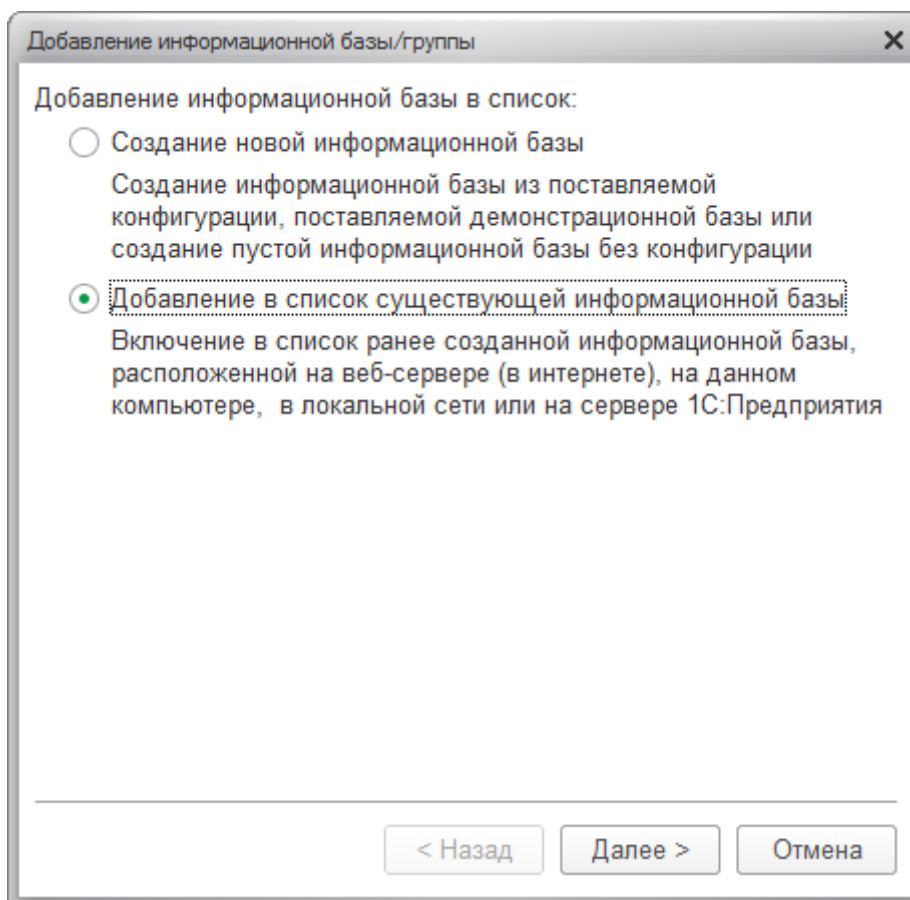 Добавление информационной базы/группы
Добавление информационной базы в список:
Создание новой информационной базы
Создание информационной базы из поставляемой
конфигурации, поставляемой демонстрационной базы или
создание пустой информационной базы без конфигурации
Добавление в список существующей информационной базы
Включение в список ранее созданной информационной базы,
расположенной на веб-сервере (в интернете), на данном
компьютере,  в локальной сети или на сервере 1С:Предприятия
< Назад Далее > Отмена